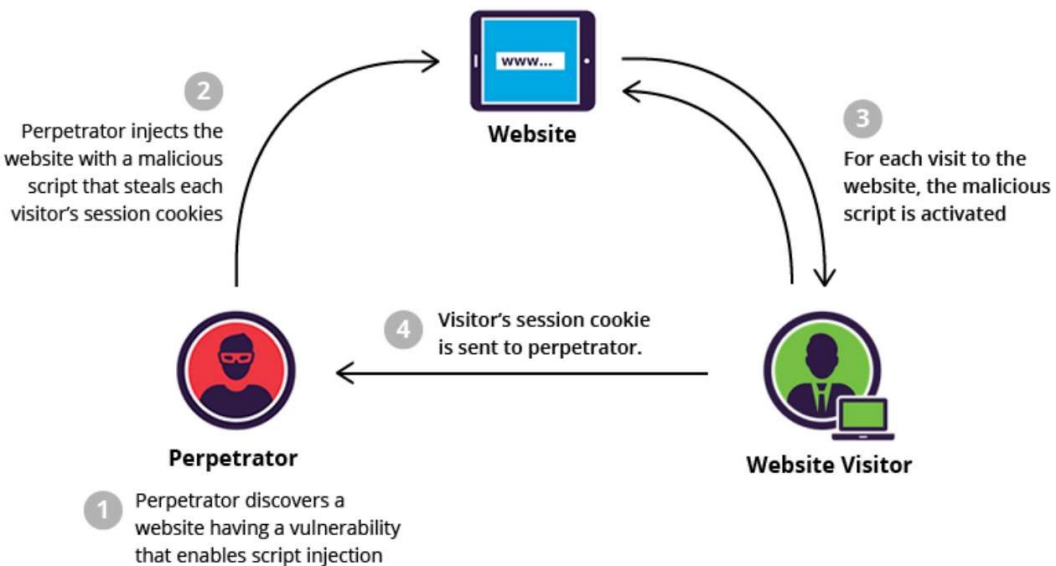 www...
Website
2
Perpetrator injects the
website with a malicious
script that steals each
visitor's session cookies
3
For each visit to the
website, the malicious
script is activated
4
Visitor's session cookie
is sent to perpetrator.
Perpetrator
Website Visitor
1
Perpetrator discovers a
website having a vulnerability
that enables script injection